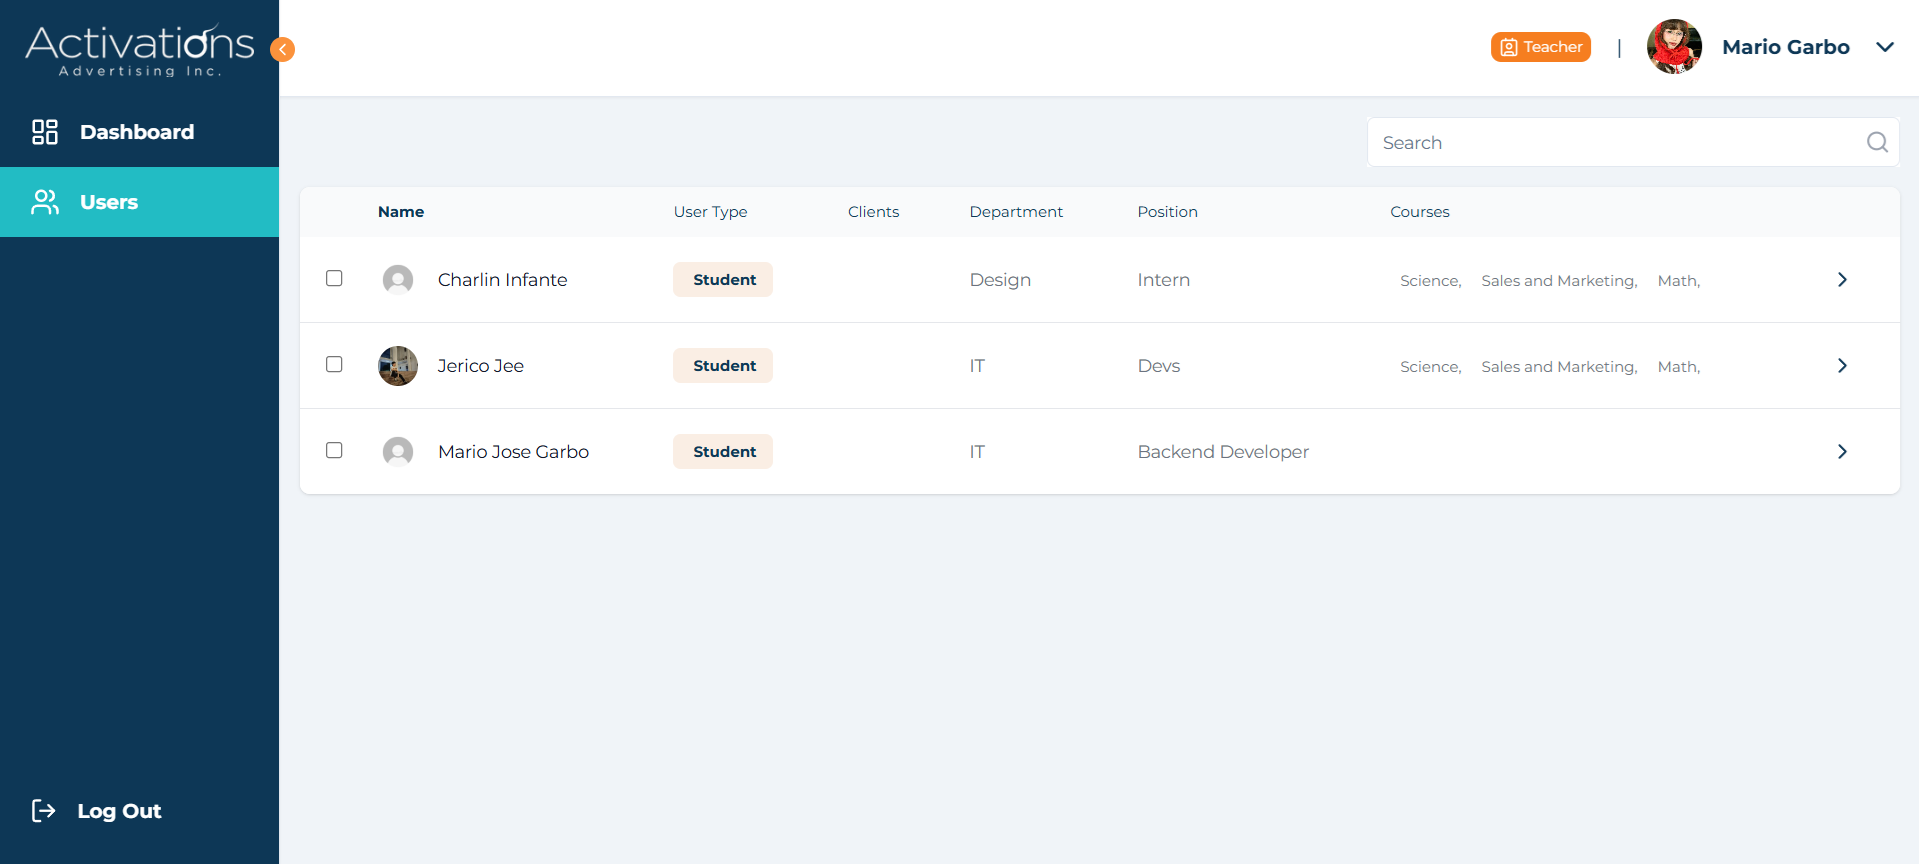 Activations
Advertising Inc.
Teacher | Mario Garbo
Dashboard
Users
Search
Name User Type Clients Department Position Courses
Charlin Infante Student Design Intern Science, Sales and Marketing, Math,
Jerico Jee Student IT Devs Science, Sales and Marketing, Math,
Mario Jose Garbo Student IT Backend Developer
Log Out